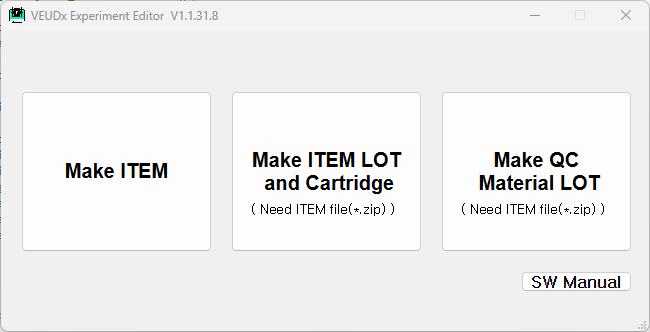 VEUDx Experiment Editor V1.1.31.8
Make ITEM
Make ITEM LOT
and Cartridge
( Need ITEM file(*.zip) )
Make QC
Material LOT
( Need ITEM file(*.zip) )
SW Manual